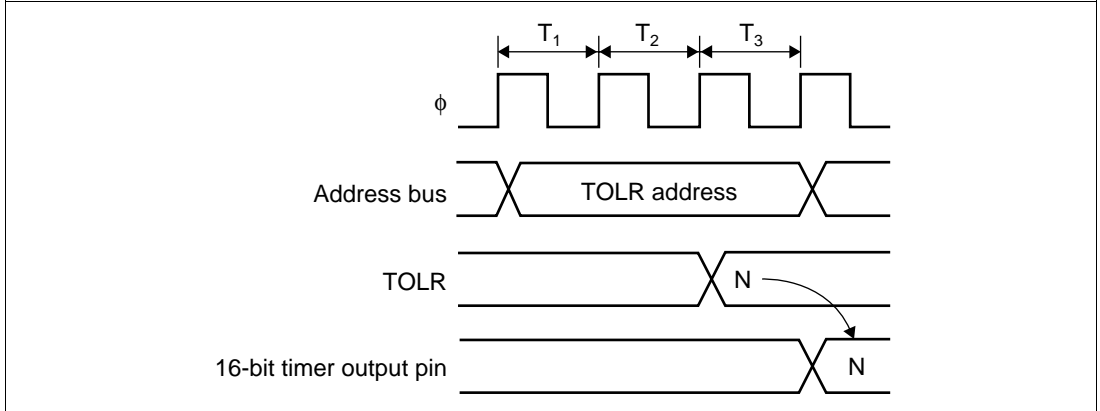 T1 T2 T3
ϕ
Address bus TOLR address
TOLR N
16-bit timer output pin N